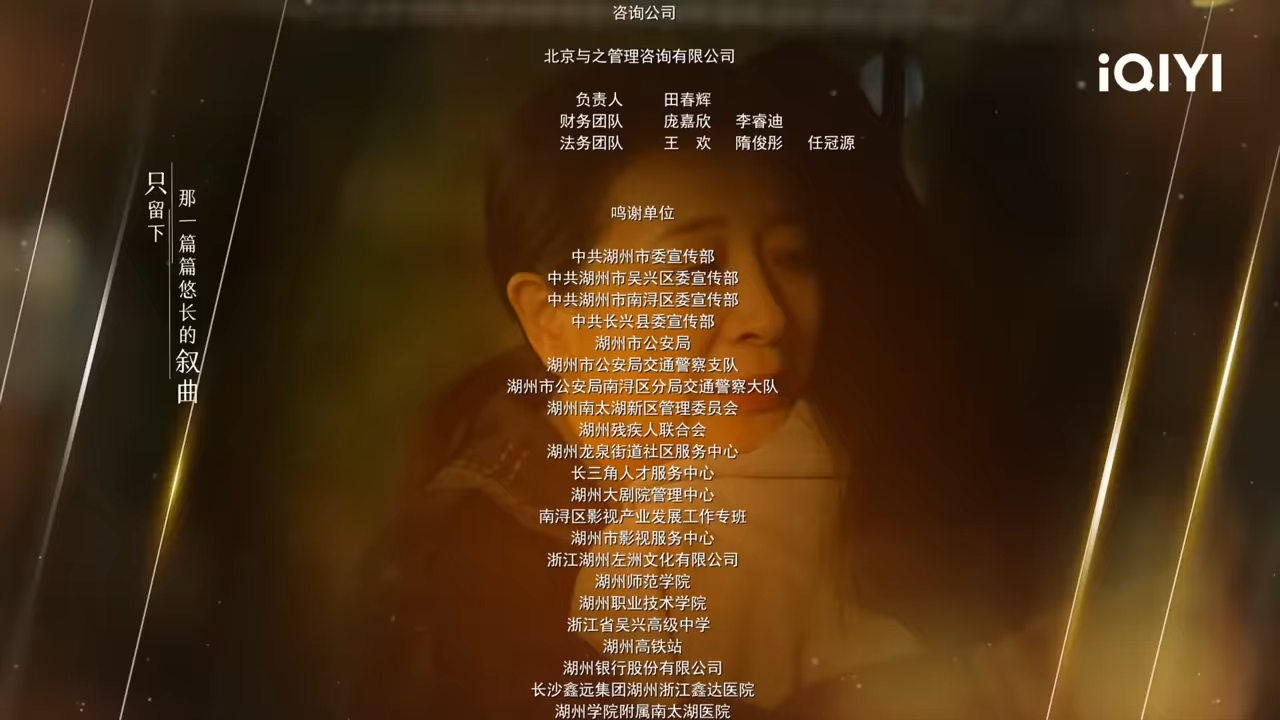 咨询公司
iQIYI
北京与之管理咨询有限公司
负责人 田春辉
财务团队 庞嘉欣 李睿迪
法务团队 王 欢 隋俊彤 任冠源
只留下
那一篇篇悠长的叙曲
鸣谢单位
中共湖州市委宣传部
中共湖州市吴兴区委宣传部
中共湖州市南浔区委宣传部
中共长兴县委宣传部
湖州市公安局
湖州市公安局交通警察支队
湖州市公安局南浔区分局交通警察大队
湖州南太湖新区管理委员会
湖州残疾人联合会
湖州龙泉街道社区服务中心
长三角人才服务中心
湖州大剧院管理中心
南浔区影视产业发展工作专班
湖州市影视服务中心
浙江湖州左洲文化有限公司
湖州师范学院
湖州职业技术学院
浙江省吴兴高级中学
湖州高铁站
湖州银行股份有限公司
长沙鑫远集团湖州浙江鑫达医院
湖州学院附属南太湖医院